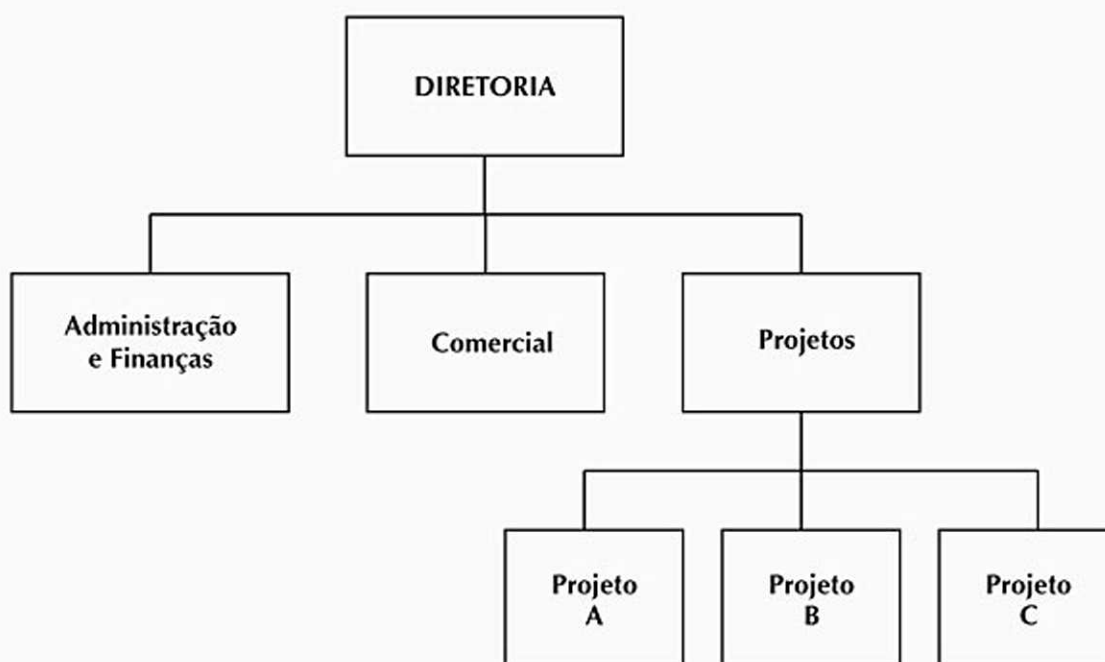 DIRETORIA
Administração
e Finanças
Comercial
Projetos
Projeto
A
Projeto
B
Projeto
C